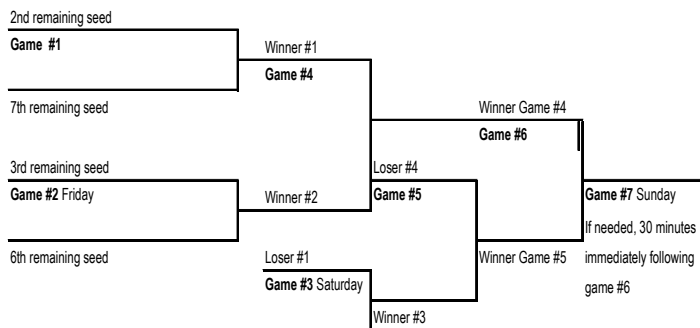 2nd remaining seed
Game #1
Winner #1
Game #4
7th remaining seed
Winner Game #4
Game #6
3rd remaining seed
Loser #4
Game #2 Friday
Winner #2
Game #5
Game #7 Sunday
If needed, 30 minutes
6th remaining seed
Loser #1
Winner Game #5
immediately following
Game #3 Saturday
game #6
Winner #3